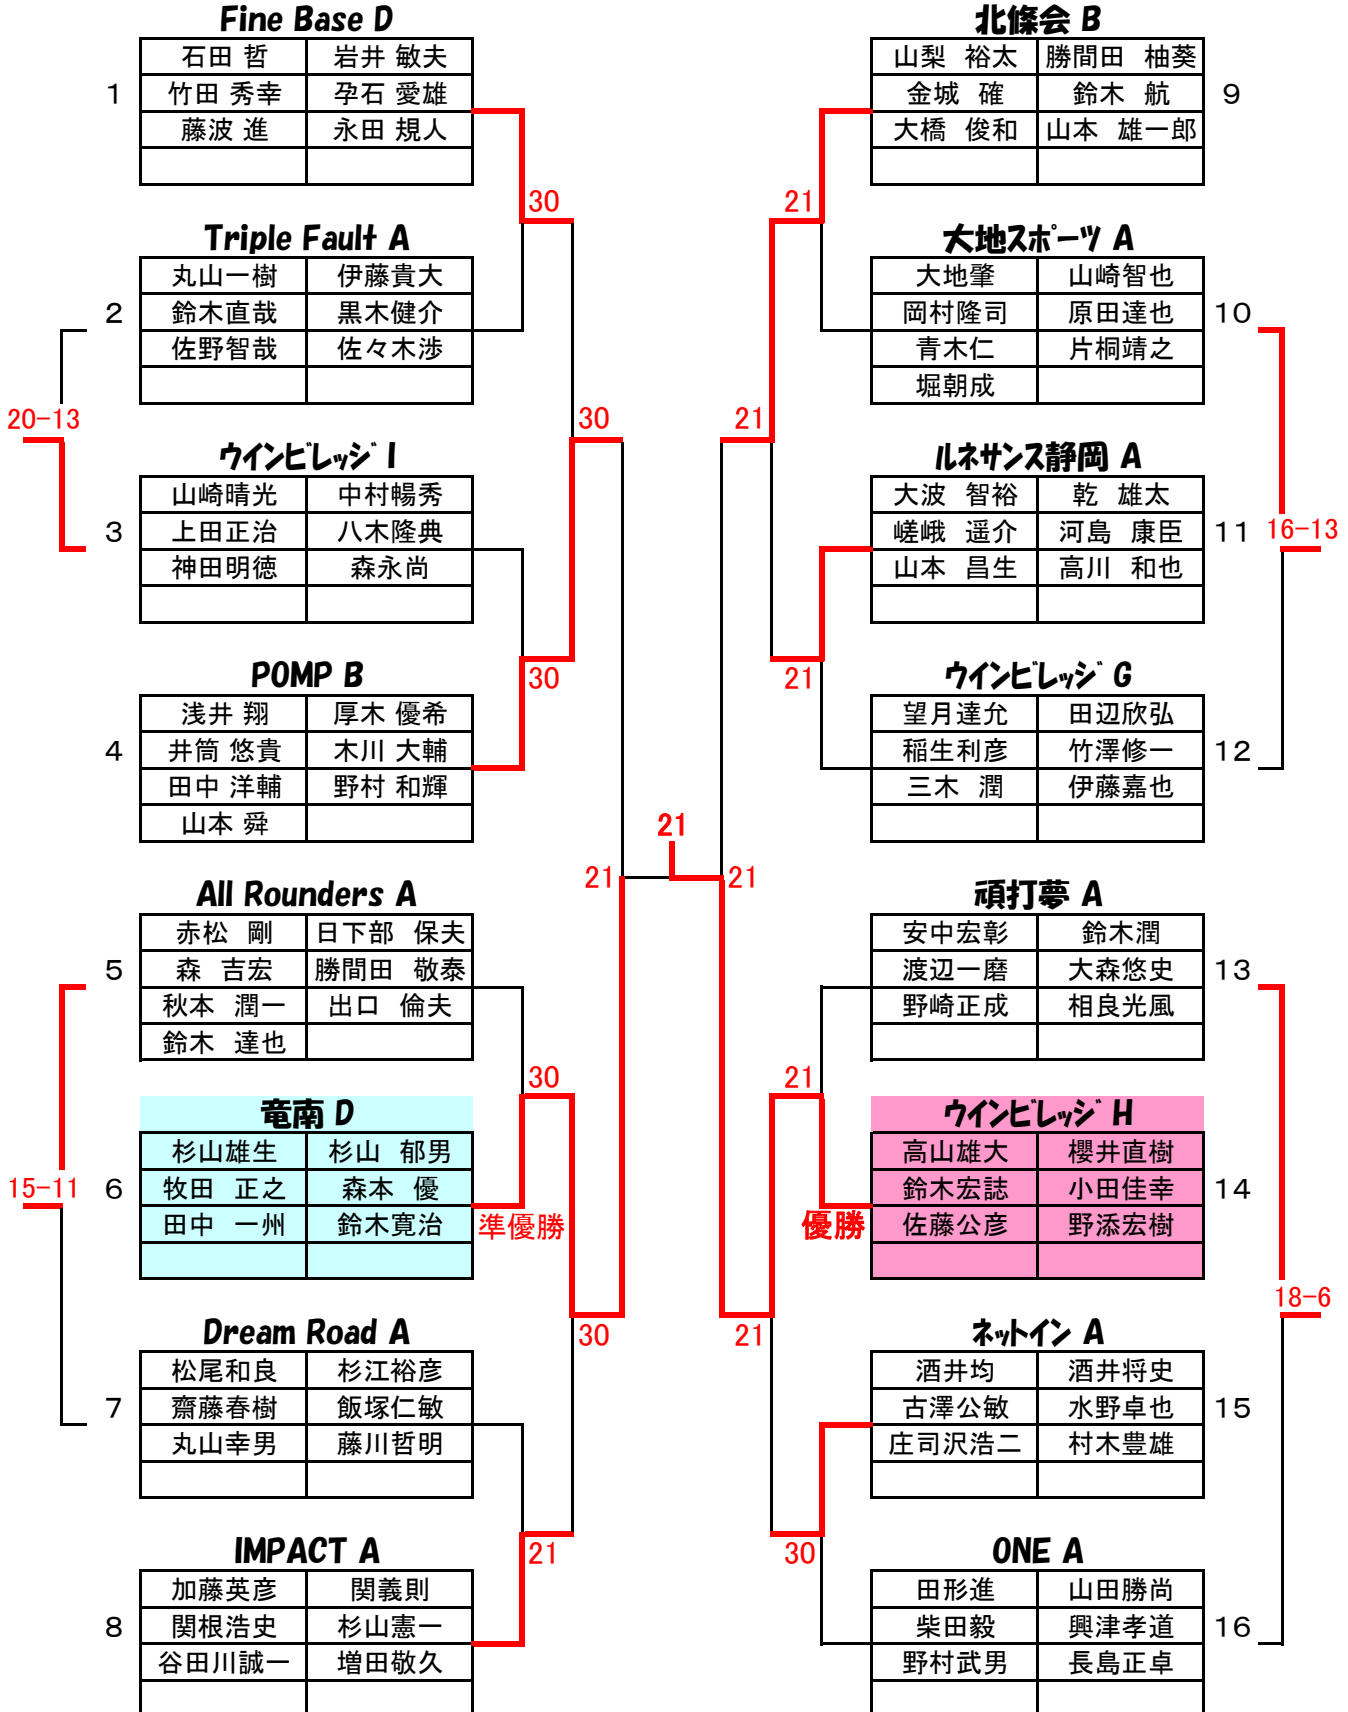 Fine Base D
石田 哲 岩井 敏夫
1 竹田 秀幸 孕石 愛雄
藤波 進 永田 規人
30
Triple Fault A
丸山一樹 伊藤貴大
2 鈴木直哉 黒木健介
佐野智哉 佐々木渉
20-13
30
ウインビレッジ I
山崎晴光 中村暢秀
3 上田正治 八木隆典
神田明徳 森永尚
POMP B
30
浅井 翔 厚木 優希
4 井筒 悠貴 木川 大輔
田中 洋輔 野村 和輝
山本 舜
21
21
All Rounders A
赤松 剛 日下部 保夫
5 森 吉宏 勝間田 敬泰
秋本 潤一 出口 倫夫
鈴木 達也
30
竜南 D
杉山雄生 杉山 郁男
15-11 6 牧田 正之 森本 優
田中 一州 鈴木寛治 準優勝
Dream Road A
30
松尾和良 杉江裕彦
7 齋藤春樹 飯塚仁敏
丸山幸男 藤川哲明
IMPACT A
21
加藤英彦 関義則
8 関根浩史 杉山憲一
谷田川誠一 増田敬久
北條会 B
山梨 裕太 勝間田 柚葵
金城 確 鈴木 航 9
大橋 俊和 山本 雄一郎
21
大地スポーツ A
大地肇 山崎智也
岡村隆司 原田達也 10
青木仁 片桐靖之
堀朝成
21
ルネサンス静岡 A
大波 智裕 乾 雄太
嵯峨 遥介 河島 康臣 11 16-13
山本 昌生 高川 和也
21
ウインビレッジ G
望月達允 田辺欣弘
稲生利彦 竹澤修一 12
三木 潤 伊藤嘉也
21
頑打夢 A
安中宏彰 鈴木潤
渡辺一磨 大森悠史 13
野崎正成 相良光風
21
ウインビレッジ H
高山雄大 櫻井直樹
鈴木宏誌 小田佳幸 14
優勝 佐藤公彦 野添宏樹
18-6
21
ネットイン A
酒井均 酒井将史
古澤公敏 水野卓也 15
庄司沢浩二 村木豊雄
30
ONE A
田形進 山田勝尚
柴田毅 興津孝道 16
野村武男 長島正卓